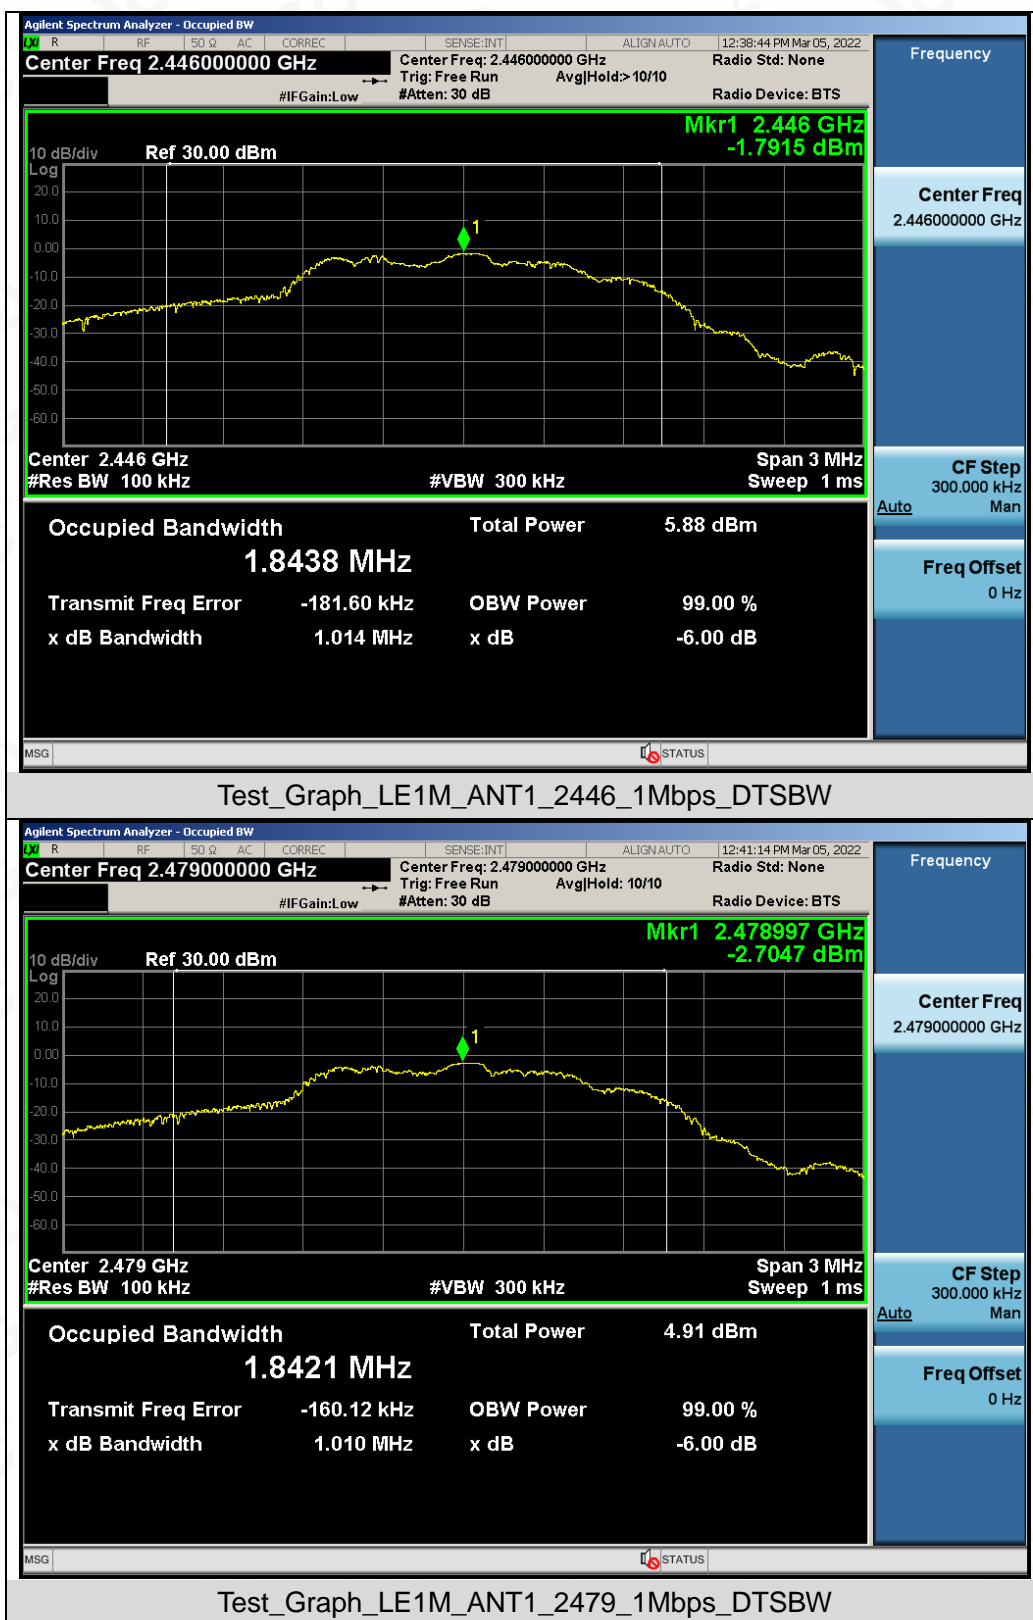 Agilent Spectrum Analyzer - Occupied BW
LXI R RF 50 Ω AC CORREC SENSE:INT ALIGN AUTO 12:38:44 PM Mar 05, 2022
Center Freq 2.446000000 GHz Center Freq: 2.446000000 GHz Radio Std: None
Trig: Free Run Avg|Hold:> 10/10
#IFGain:Low #Atten: 30 dB Radio Device: BTS
Mkr1 2.446 GHz
-1.7915 dBm
10 dB/div Ref 30.00 dBm
Log
20.0
10.0
1
0.00
-10.0
-20.0
-30.0
-40.0
-50.0
-60.0
Center 2.446 GHz Span 3 MHz
#Res BW 100 kHz #VBW 300 kHz Sweep 1 ms
Occupied Bandwidth Total Power 5.88 dBm
1.8438 MHz
Transmit Freq Error -181.60 kHz OBW Power 99.00 %
x dB Bandwidth 1.014 MHz x dB -6.00 dB
MSG STATUS
Frequency
Center Freq
2.446000000 GHz
CF Step
300.000 kHz
Auto Man
Freq Offset
0 Hz
Test_Graph_LE1M_ANT1_2446_1Mbps_DTSBW
Agilent Spectrum Analyzer - Occupied BW
LXI R RF 50 Ω AC CORREC SENSE:INT ALIGN AUTO 12:41:14 PM Mar 05, 2022
Center Freq 2.479000000 GHz Center Freq: 2.479000000 GHz Radio Std: None
Trig: Free Run Avg|Hold: 10/10
#IFGain:Low #Atten: 30 dB Radio Device: BTS
Mkr1 2.478997 GHz
-2.7047 dBm
10 dB/div Ref 30.00 dBm
Log
20.0
10.0
1
0.00
-10.0
-20.0
-30.0
-40.0
-50.0
-60.0
Center 2.479 GHz Span 3 MHz
#Res BW 100 kHz #VBW 300 kHz Sweep 1 ms
Occupied Bandwidth Total Power 4.91 dBm
1.8421 MHz
Transmit Freq Error -160.12 kHz OBW Power 99.00 %
x dB Bandwidth 1.010 MHz x dB -6.00 dB
MSG STATUS
Frequency
Center Freq
2.479000000 GHz
CF Step
300.000 kHz
Auto Man
Freq Offset
0 Hz
Test_Graph_LE1M_ANT1_2479_1Mbps_DTSBW